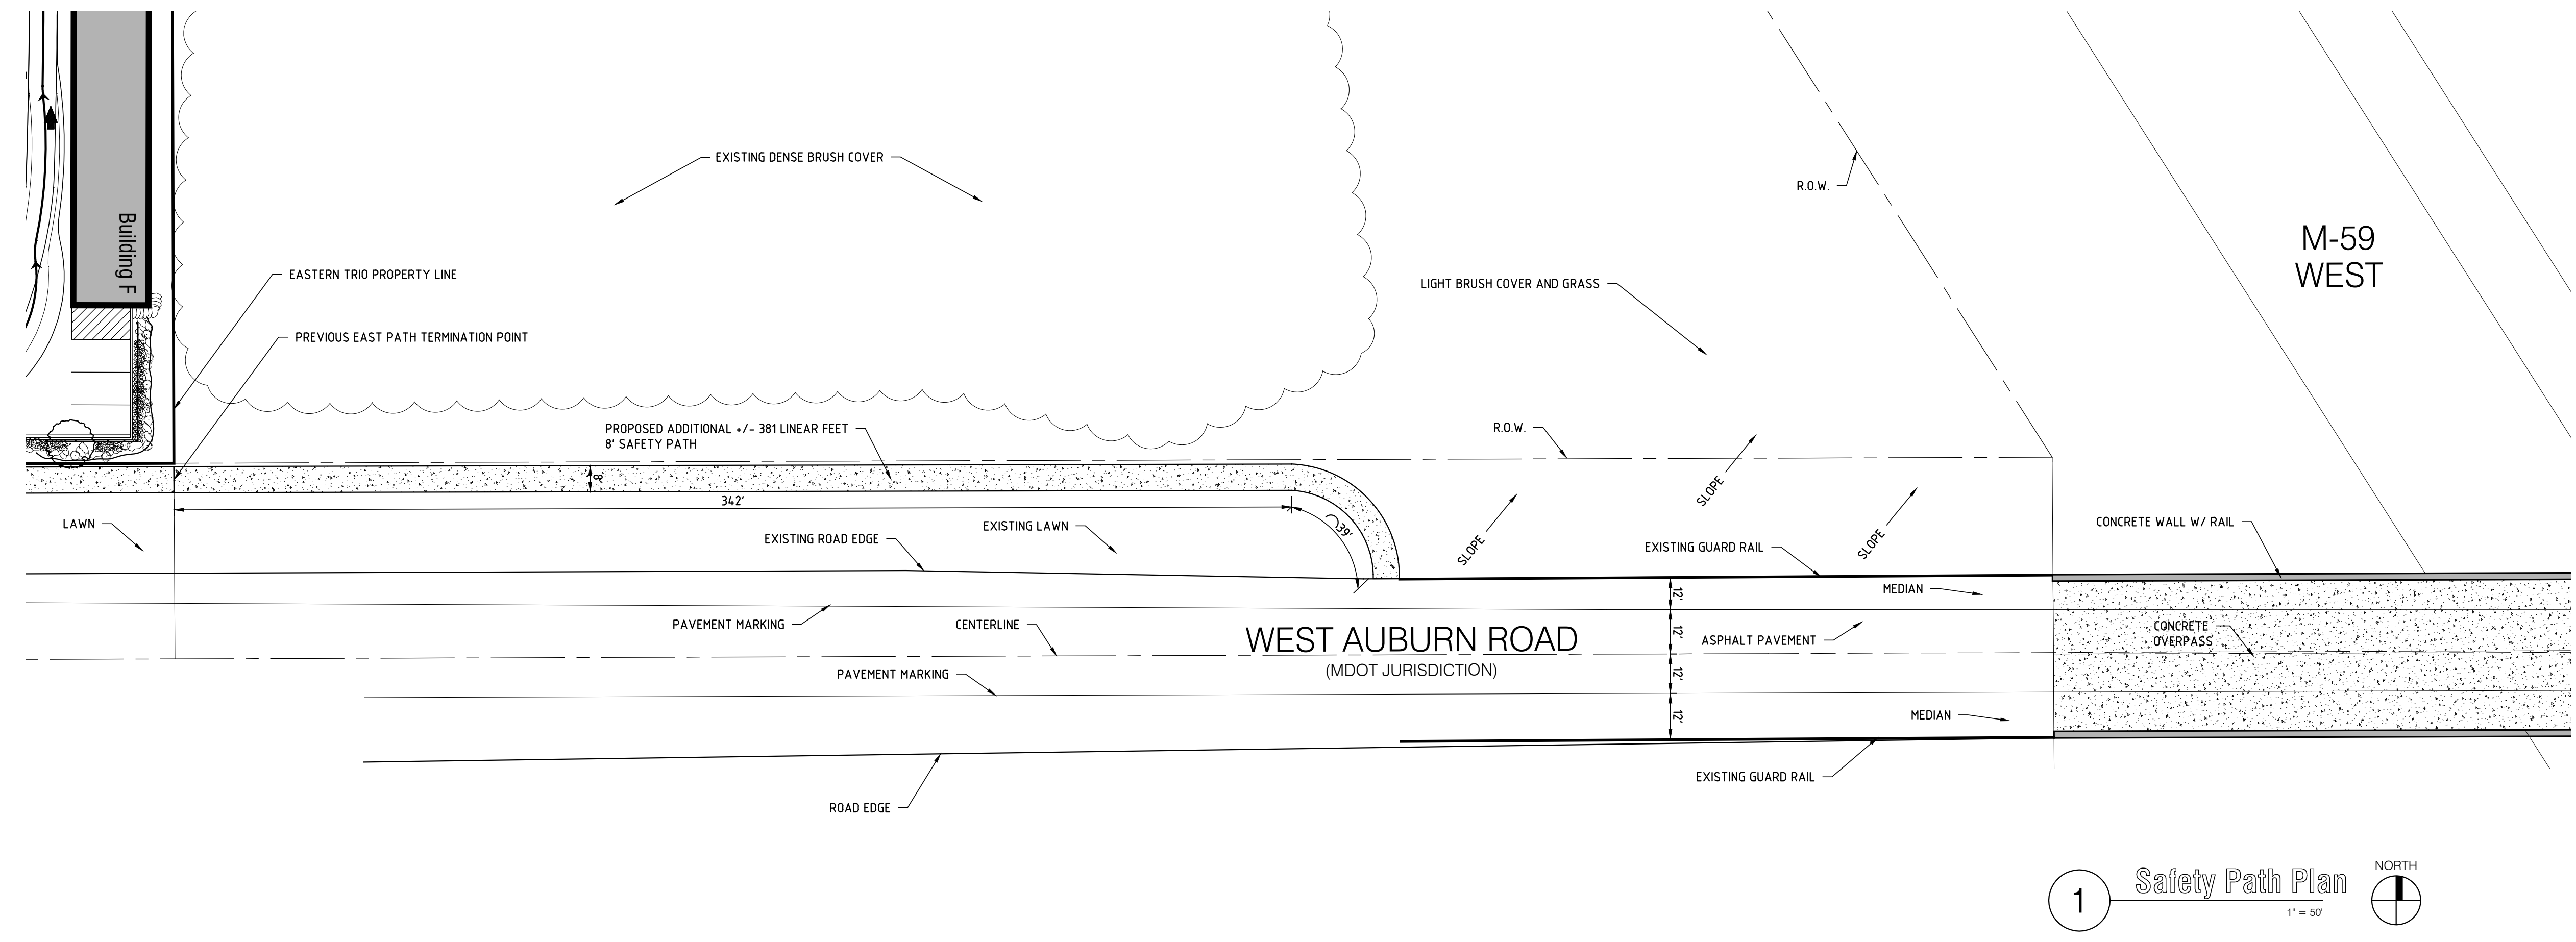 EXISTING DENSE BRUSH COVER
R.O.W.
Building F
M-59
WEST
EASTERN TRIO PROPERTY LINE
LIGHT BRUSH COVER AND GRASS
PREVIOUS EAST PATH TERMINATION POINT
PROPOSED ADDITIONAL +/- 381 LINEAR FEET
8' SAFETY PATH
R.O.W.
8'
SLOPE
342'
LAWN
EXISTING LAWN
39'
CONCRETE WALL W/ RAIL
EXISTING ROAD EDGE
SLOPE
EXISTING GUARD RAIL
SLOPE
MEDIAN
12'
PAVEMENT MARKING
CENTERLINE
WEST AUBURN ROAD
(MDOT JURISDICTION)
12'
ASPHALT PAVEMENT
CONCRETE
OVERPASS
PAVEMENT MARKING
12'
12'
MEDIAN
EXISTING GUARD RAIL
ROAD EDGE
1
Safety Path Plan
1" = 50'
NORTH